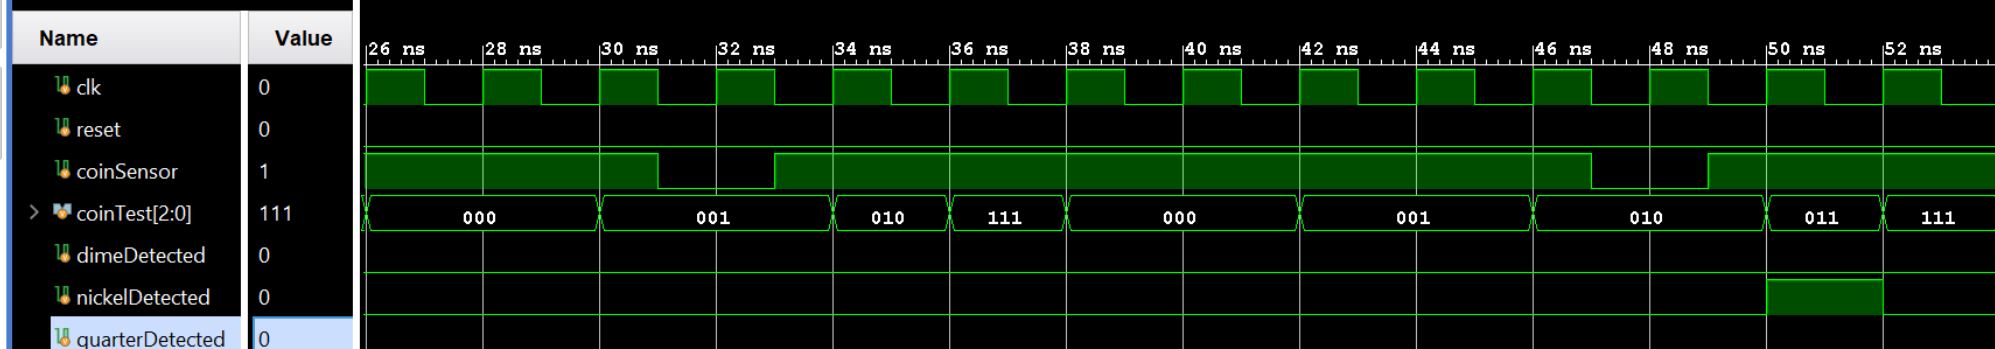 Name Value
26 ns 28 ns 30 ns 32 ns 34 ns 36 ns 38 ns 40 ns 42 ns 44 ns 46 ns 48 ns 50 ns 52 ns
clk 0
reset 0
coinSensor 1
coinTest[2:0] 111 000 001 010 111 000 001 010 011 111
dimeDetected 0
nickelDetected 0
quarterDetected 0